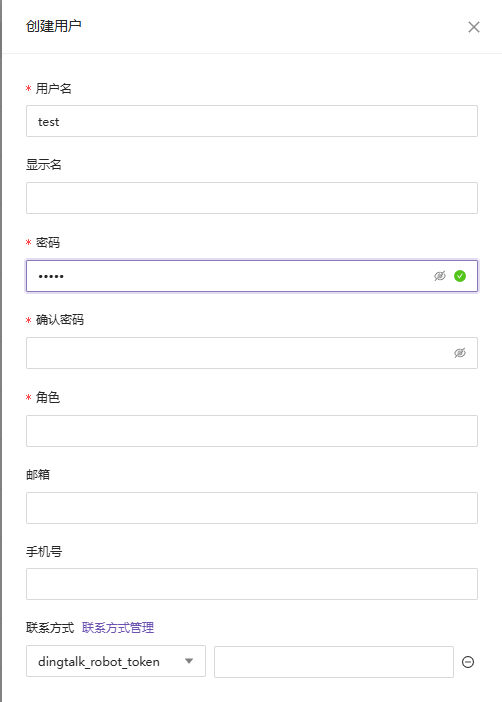 创建用户
* 用户名
test
显示名
* 密码
•••••
* 确认密码
* 角色
邮箱
手机号
联系方式 联系方式管理
dingtalk_robot_token